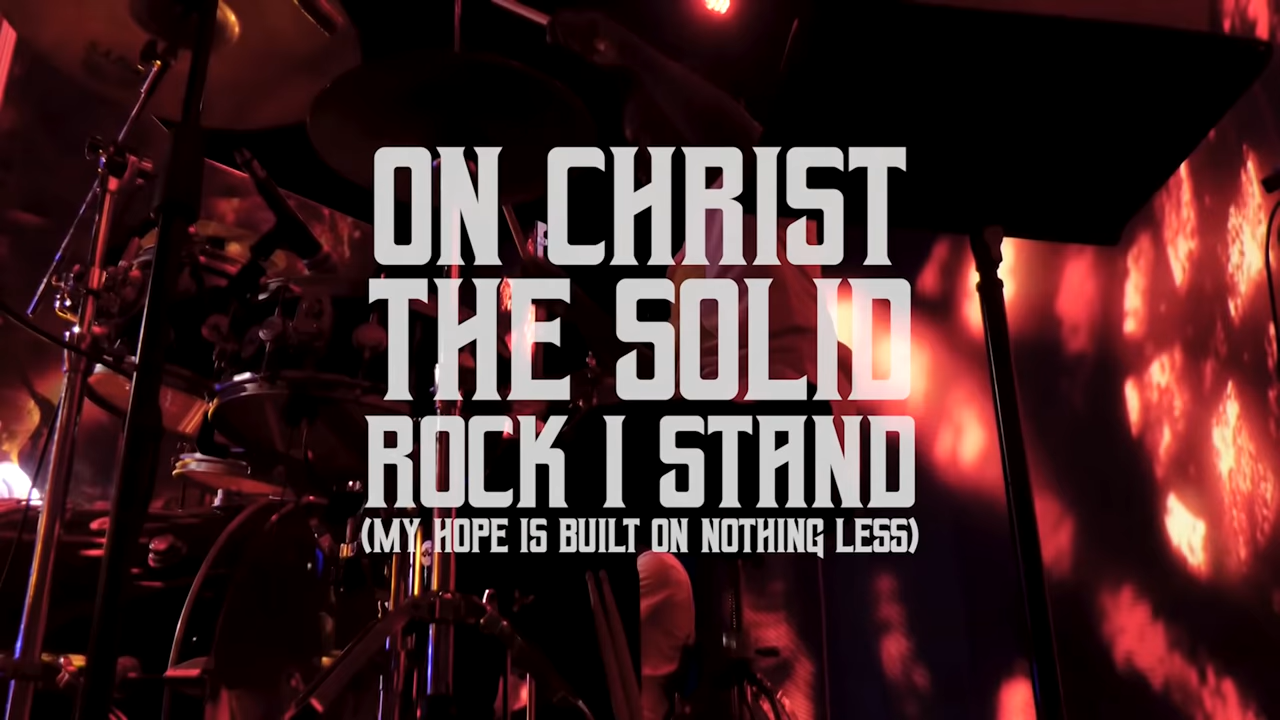 ON CHRIST
THE SOLID
ROCK I STAND
(MY HOPE IS BUILT ON NOTHING LESS)